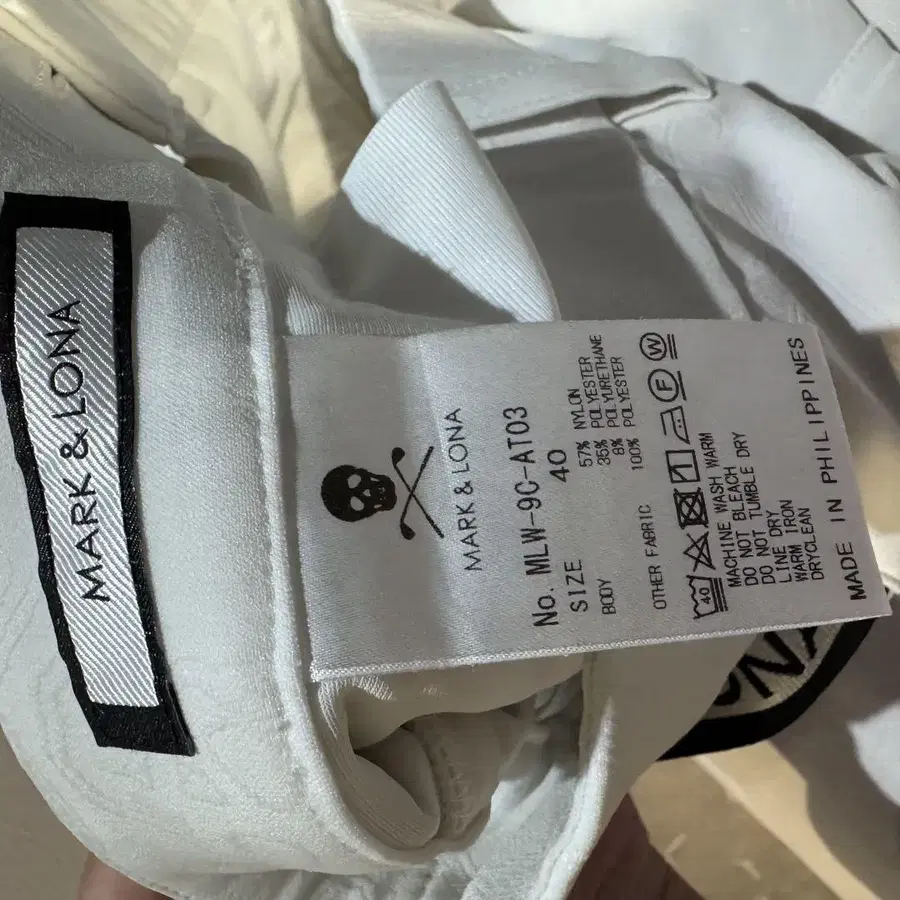 MARK & LONA
MARK & LONA
No. MLW-9C-AT03
SIZE 40
BODY 57% NYLON
35% POLYESTER
8% POLYURETHANE
OTHER FABRIC 100% POLYESTER
40 F W
MACHINE WASH WARM
DO NOT BLEACH
DO NOT TUMBLE DRY
LINE DRY
WARM IRON
DRYCLEAN
MADE IN PHILIPPINES